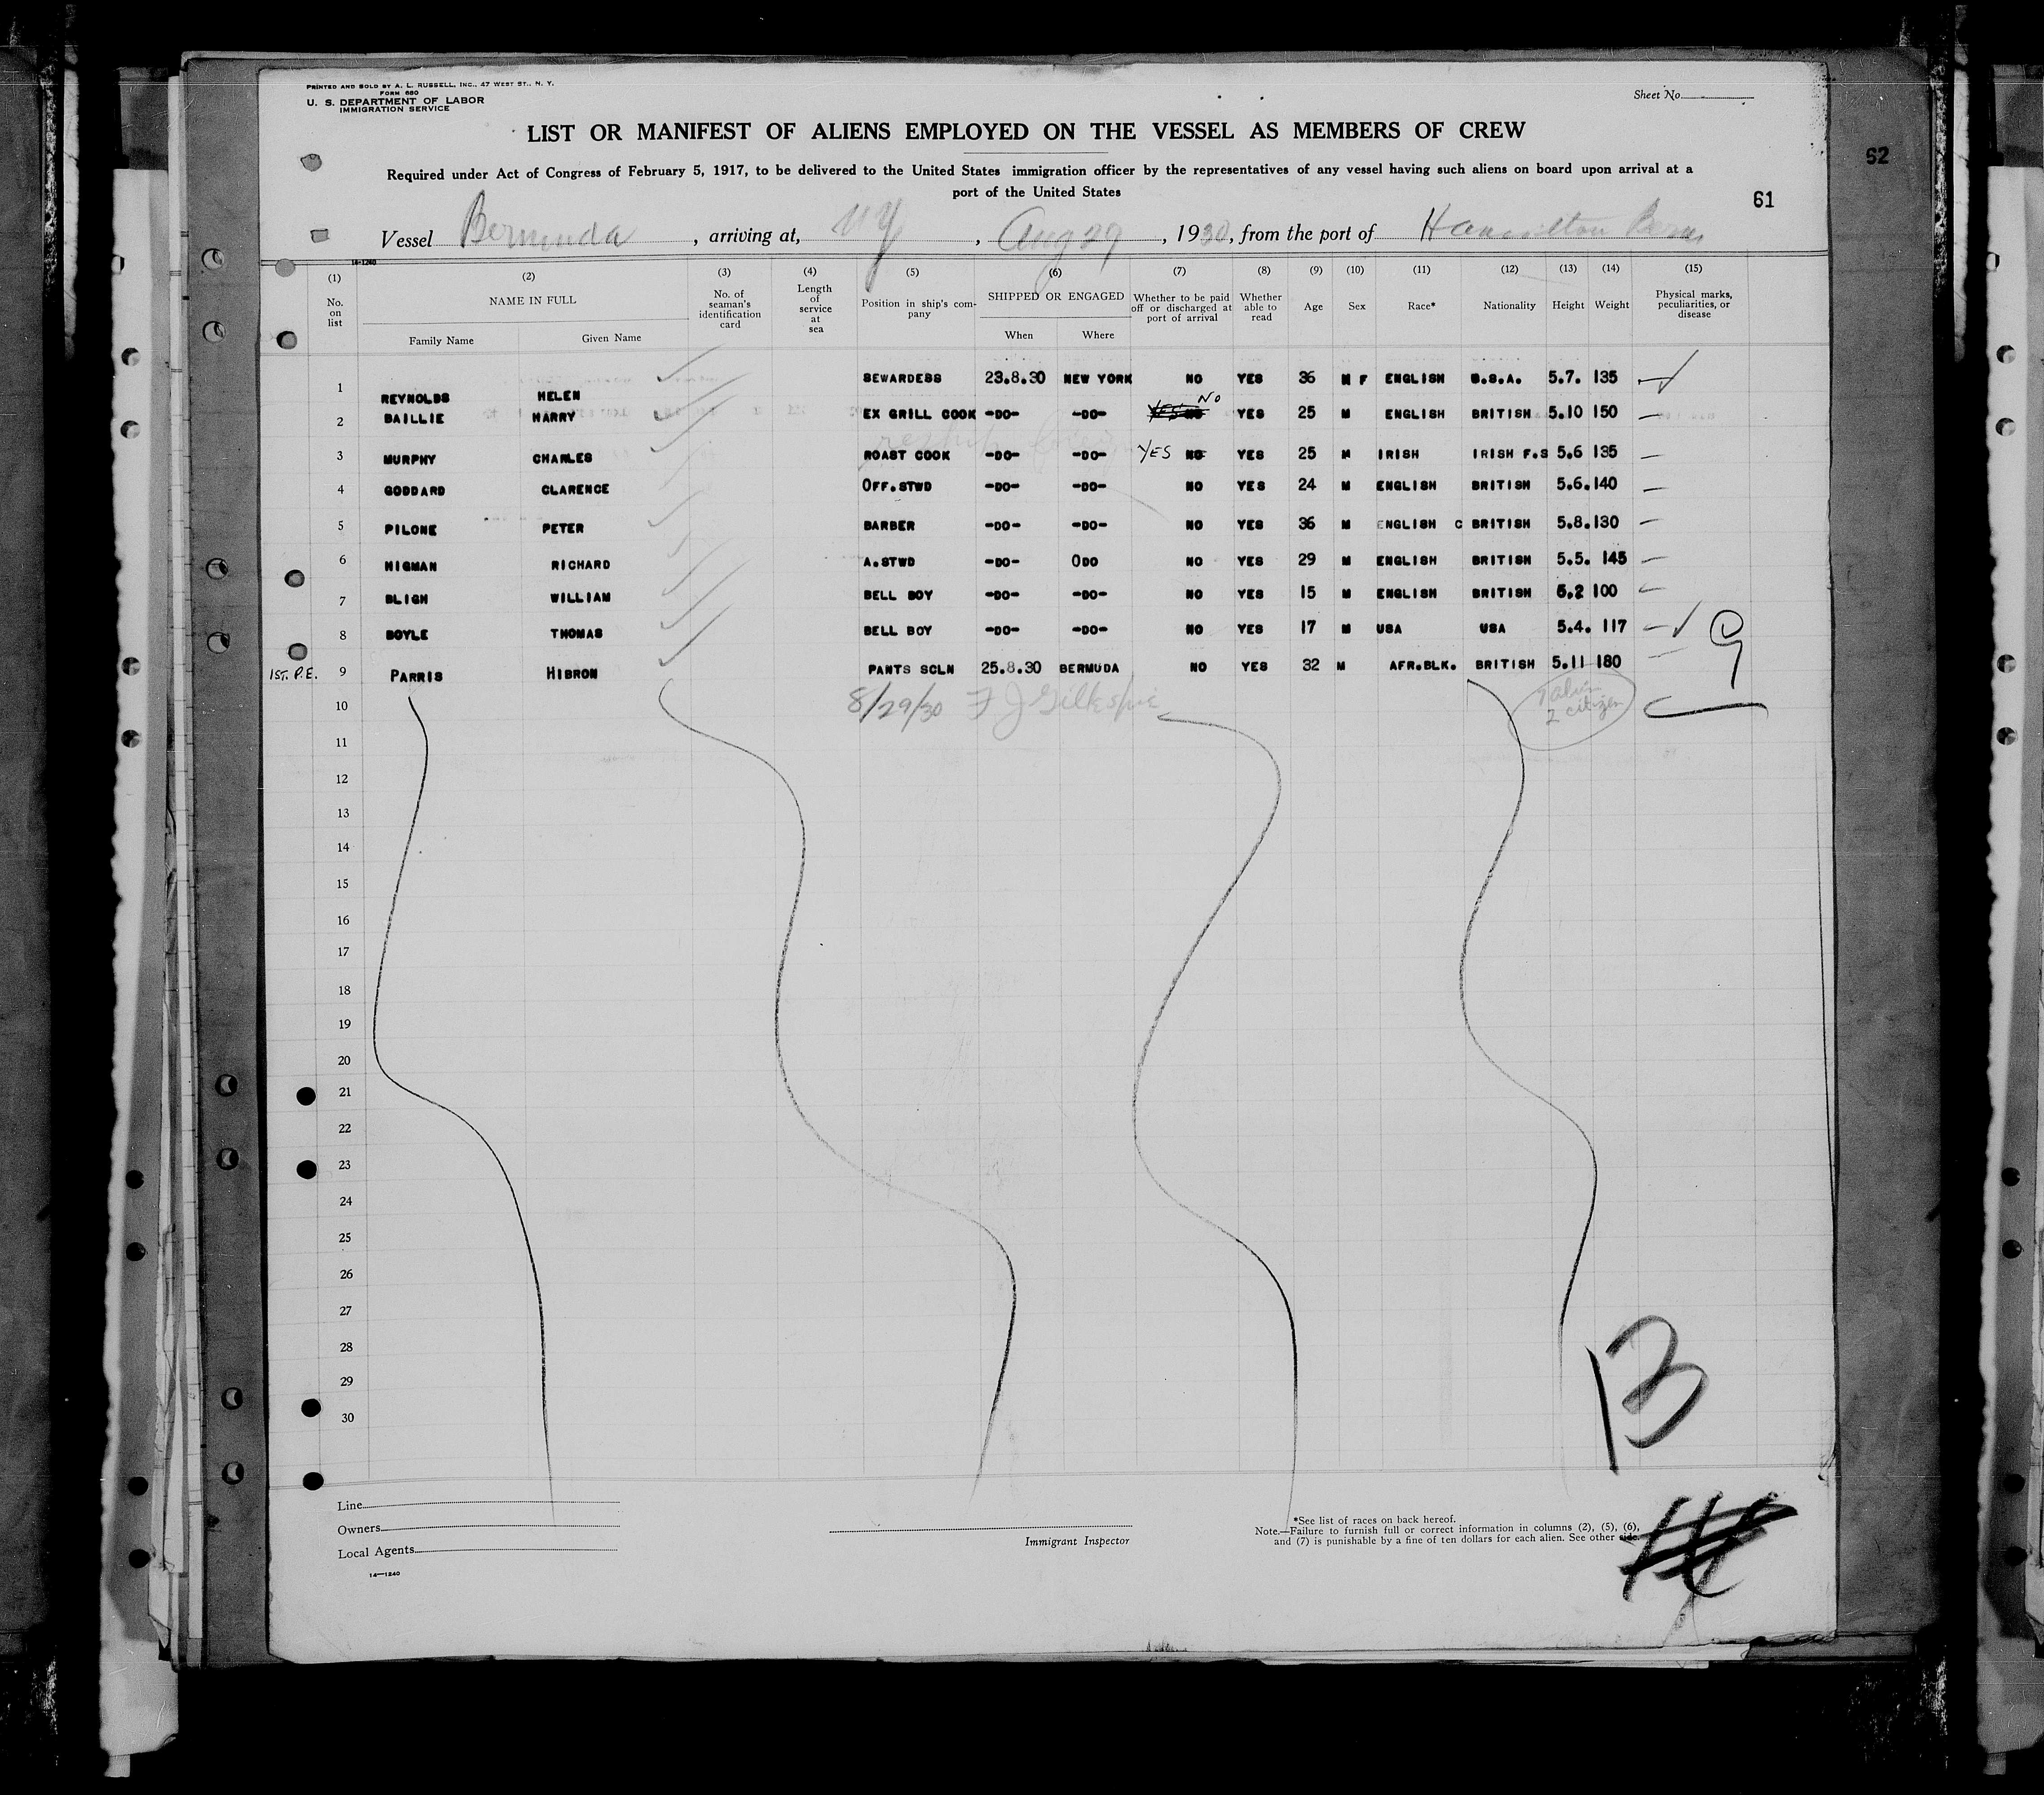 PRINTED AND SOLD BY A. L. RUSSELL, INC., 47 WEST ST., N. Y.
FORM 680
U. S. DEPARTMENT OF LABOR
IMMIGRATION SERVICE
Sheet No.
LIST OR MANIFEST OF ALIENS EMPLOYED ON THE VESSEL AS MEMBERS OF CREW
62
Required under Act of Congress of February 5, 1917, to be delivered to the United States immigration officer by the representatives of any vessel having such aliens on board upon arrival at a
port of the United States
61
Vessel Bermuda, arriving at, NY, Aug 29, 1930, from the port of Hamilton Berm
14-1240
(1) (2) (3) (4) (5) (6) (7) (8) (9) (10) (11) (12) (13) (14) (15)
No. on list NAME IN FULL Family Name Given Name No. of seaman's identification card Length of service at sea Position in ship's company SHIPPED OR ENGAGED When Where Whether to be paid off or discharged at port of arrival Whether able to read Age Sex Race* Nationality Height Weight Physical marks, peculiarities, or disease
1 REYNOLDS HELEN SEWARDESS 23.8.30 NEW YORK NO YES 36 M F ENGLISH U.S.A. 5.7. 135
2 BAILLIE HARRY EX GRILL COOK -DO- -DO- YES NO No YES 25 M ENGLISH BRITISH 5.10 150
3 MURPHY CHARLES ROAST COOK -DO- -DO- YES NO YES 25 M IRISH IRISH F.S 5.6 135
4 GODDARD CLARENCE OFF.STWD -DO- -DO- NO YES 24 M ENGLISH BRITISH 5.6. 140
5 PILONE PETER BARBER -DO- -DO- NO YES 36 M ENGLISH C BRITISH 5.8. 130
6 HIGMAN RICHARD A.STWD -DO- ODO NO YES 29 M ENGLISH BRITISH 5.5. 145
7 BLIGH WILLIAM BELL BOY -DO- -DO- NO YES 15 M ENGLISH BRITISH 5.2 100
8 BOYLE THOMAS BELL BOY -DO- -DO- NO YES 17 M USA USA 5.4. 117
1ST. P.E. 9 PARRIS HIBRON PANTS SCLN 25.8.30 BERMUDA NO YES 32 M AFR.BLK. BRITISH 5.11 180
9
10 8/29/30 F J Gillespie 7 alien
2 citizen
11
12
13
14
15
16
17
18
19
20
21
22
23
24
25
26
27
28
29
30
13
Line
Owners
Local Agents
14-1240
Immigrant Inspector
*See list of races on back hereof.
Note.—Failure to furnish full or correct information in columns (2), (5), (6),
and (7) is punishable by a fine of ten dollars for each alien. See other side.